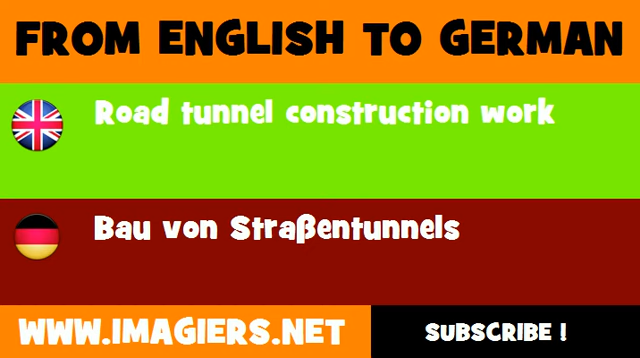 FROM ENGLISH TO GERMAN
Road tunnel construction work
Bau von Straßentunnels
WWW.IMAGIERS.NET
SUBSCRIBE !